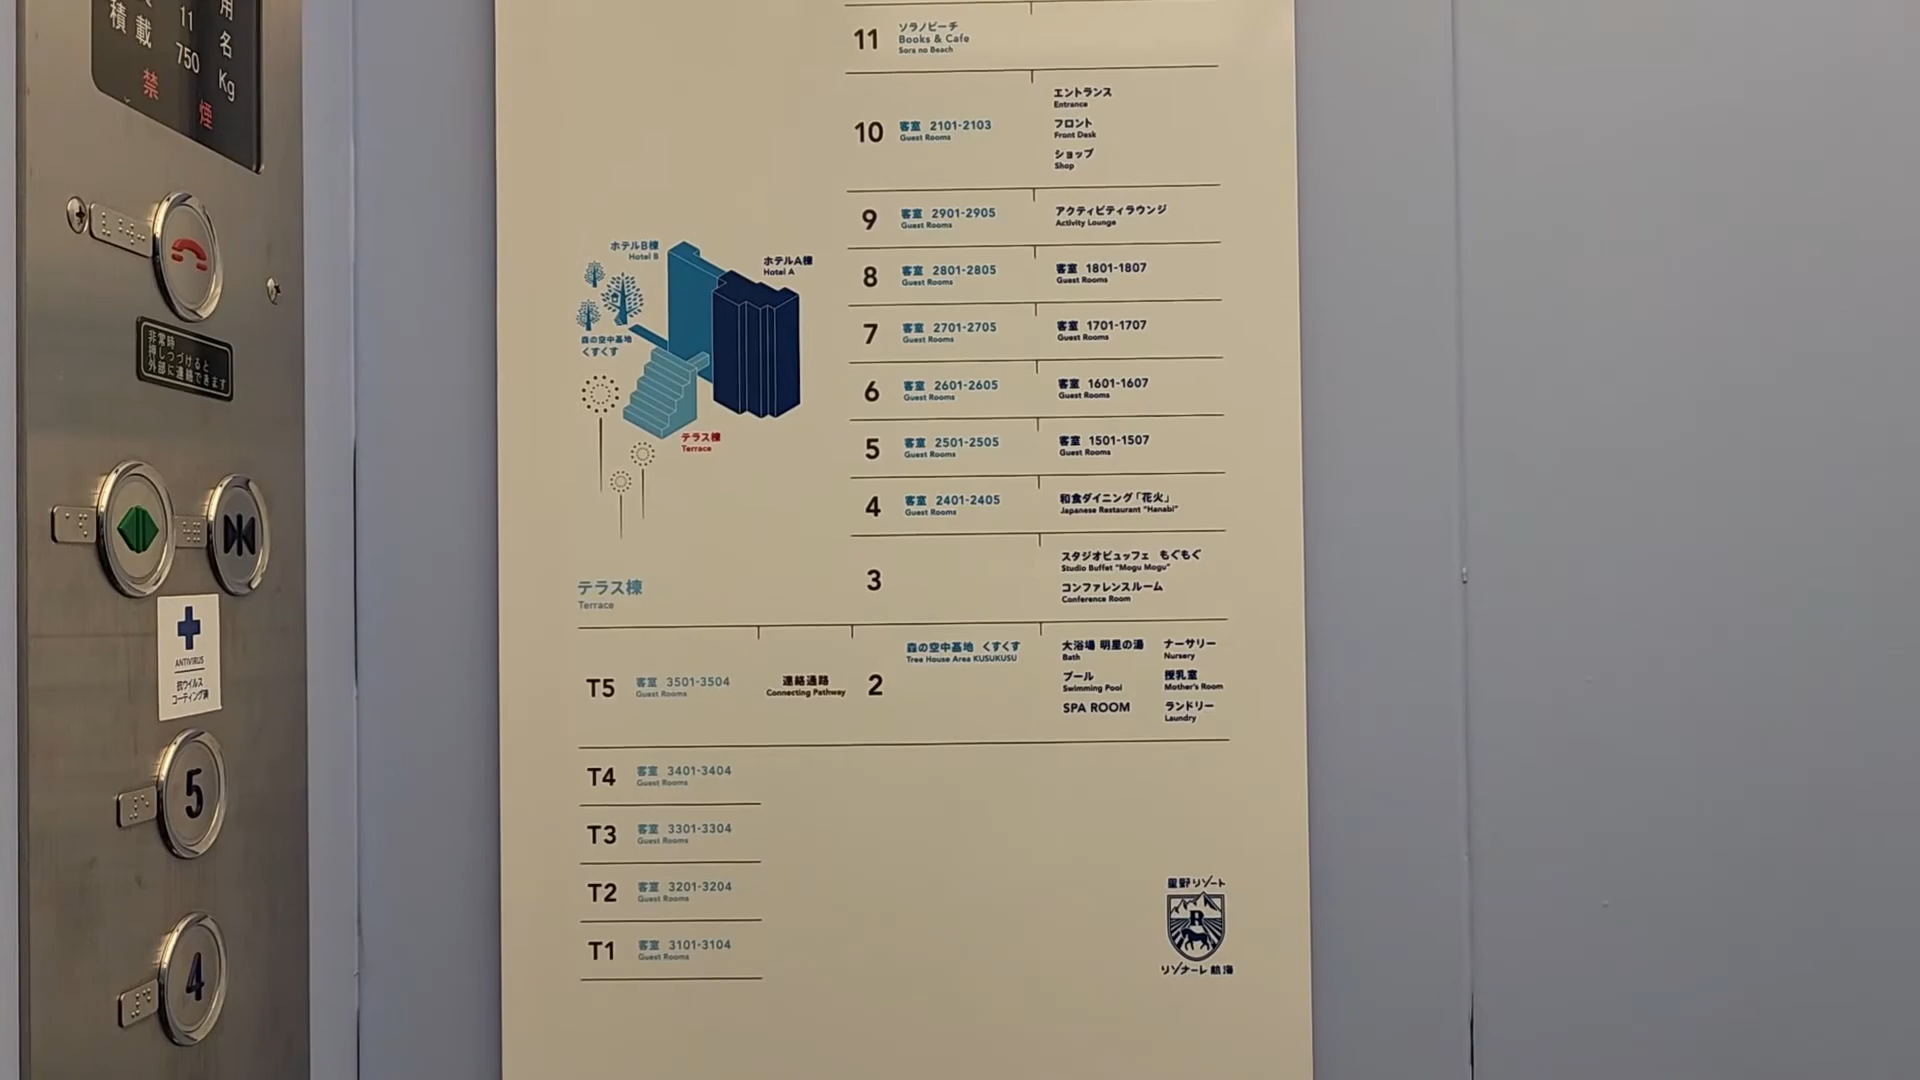 用
11
名
積載
750
Kg
禁
煙
非常時
押しつづけると
外部に連絡できます
ANTIVIRUS
抗ウイルス
コーティング済
5
4
11
ソラノビーチ
Books & Cafe
Sora no Beach
10
客室 2101-2103
Guest Rooms
エントランス
Entrance
フロント
Front Desk
ショップ
Shop
9
客室 2901-2905
Guest Rooms
アクティビティラウンジ
Activity Lounge
8
客室 2801-2805
Guest Rooms
客室 1801-1807
Guest Rooms
7
客室 2701-2705
Guest Rooms
客室 1701-1707
Guest Rooms
6
客室 2601-2605
Guest Rooms
客室 1601-1607
Guest Rooms
5
客室 2501-2505
Guest Rooms
客室 1501-1507
Guest Rooms
4
客室 2401-2405
Guest Rooms
和食ダイニング「花火」
Japanese Restaurant "Hanabi"
3
スタジオビュッフェ もぐもぐ
Studio Buffet "Mogu Mogu"
コンファレンスルーム
Conference Room
ホテルB棟
Hotel B
ホテルA棟
Hotel A
森の空中基地
くすくす
テラス棟
Terrace
テラス棟
Terrace
T5
客室 3501-3504
Guest Rooms
連絡通路
Connecting Pathway
2
森の空中基地 くすくす
Tree House Area KUSUKUSU
大浴場 明星の湯
Bath
プール
Swimming Pool
SPA ROOM
ナーサリー
Nursery
授乳室
Mother's Room
ランドリー
Laundry
T4
客室 3401-3404
Guest Rooms
T3
客室 3301-3304
Guest Rooms
T2
客室 3201-3204
Guest Rooms
T1
客室 3101-3104
Guest Rooms
星野リゾート
R
リゾナーレ 熱海